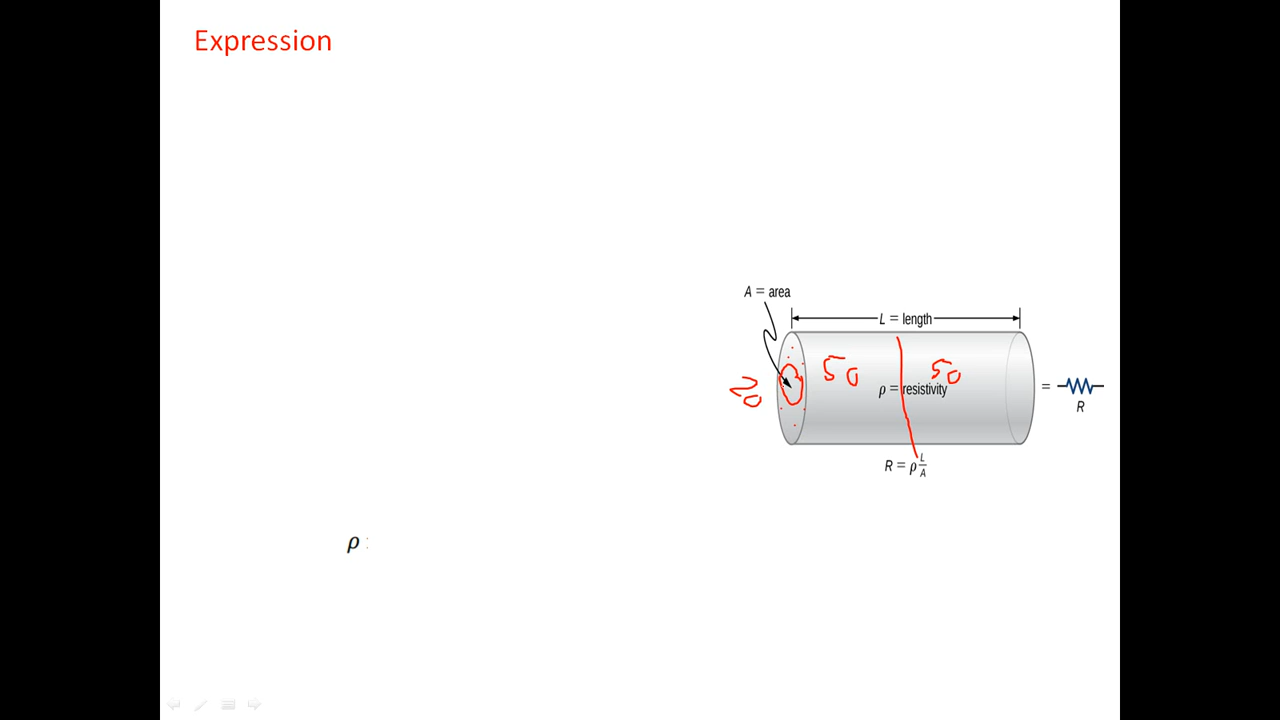 Expression
A = area
L = length
50 50
20
ρ = resistivity
=
R
R = ρ L/A
ρ :